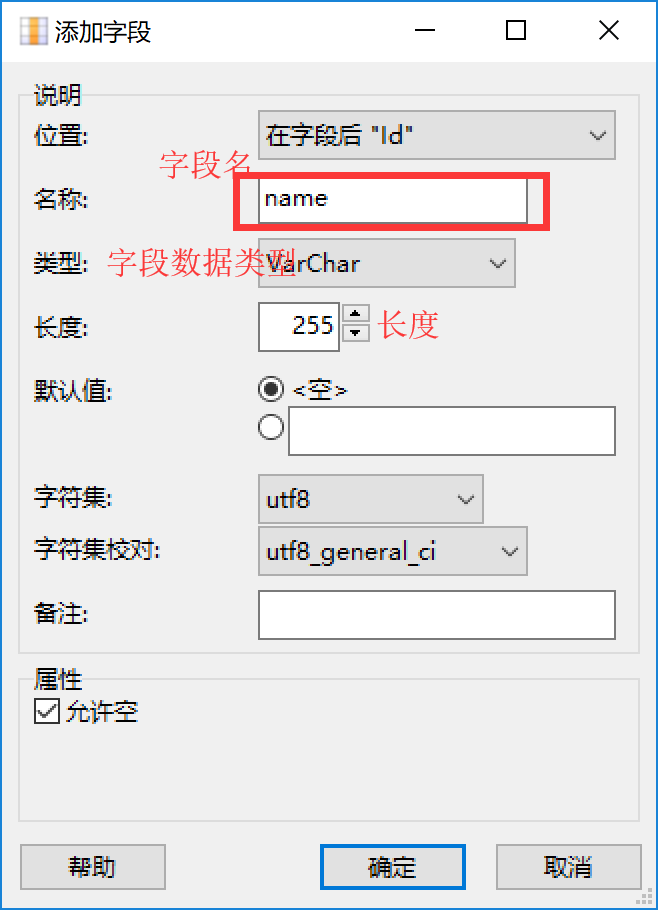 添加字段
说明
位置: 在字段后 "Id"
字段名
名称: name
类型: 字段数据类型 VarChar
长度: 255 长度
默认值: <空>
字符集: utf8
字符集校对: utf8_general_ci
备注:
属性
允许空
帮助 确定 取消